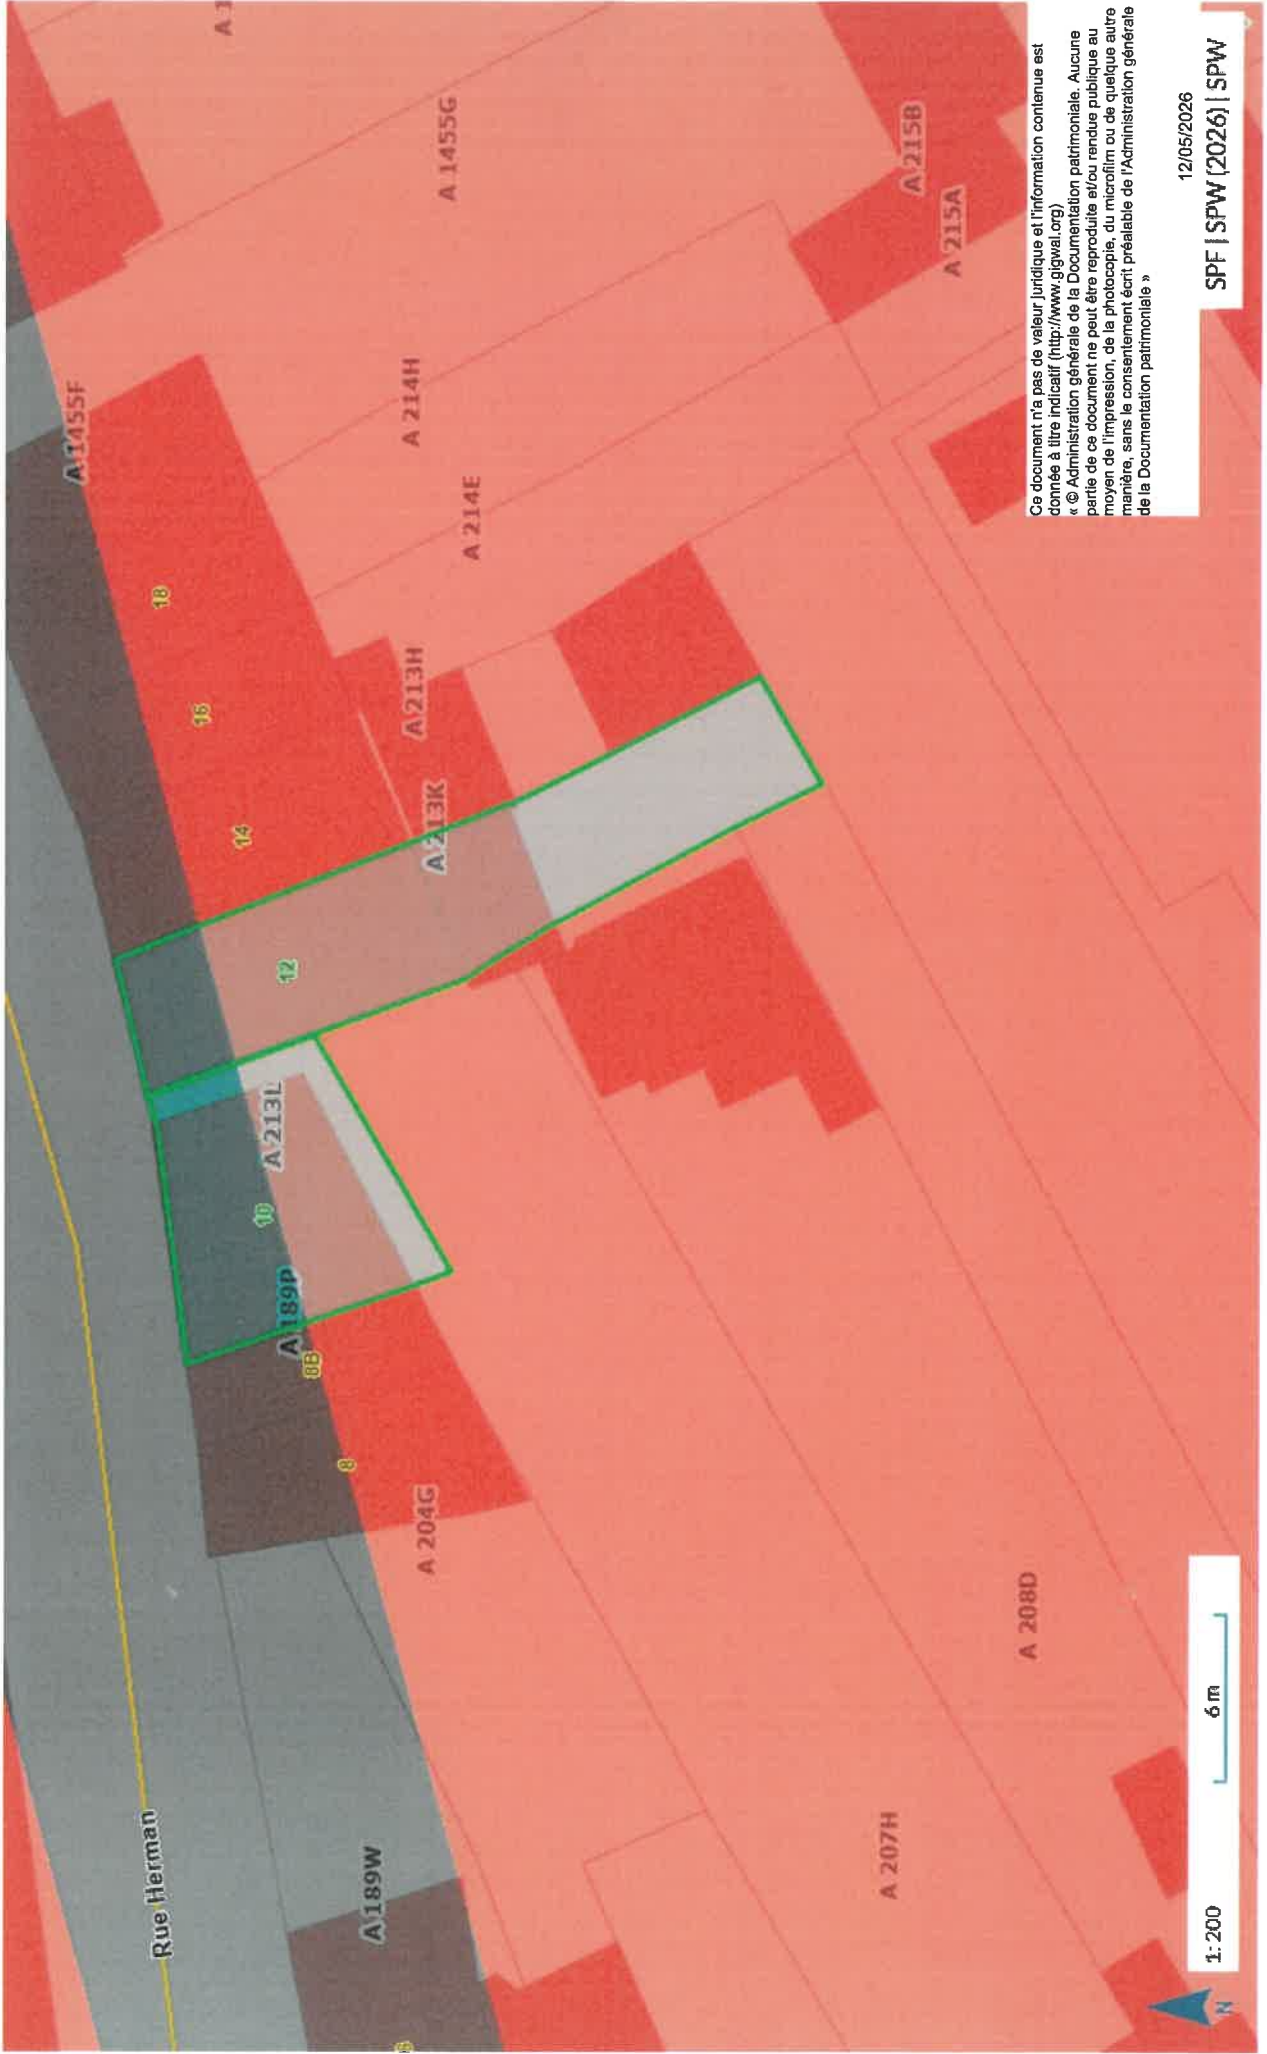 A 1
A 1455G
A 215B
A 215A
A 1455F
A 214H
A 214E
18
16
14
A 213H
A 213K
12
A 213L
10
A 189P
8B
8
A 204G
A 208D
A 207H
A 189W
Rue Herman
Ce document n'a pas de valeur juridique et l'information contenue est
donnée à titre indicatif (http://www.gigwal.org)
« © Administration générale de la Documentation patrimoniale. Aucune
partie de ce document ne peut être reproduite et/ou rendue publique au
moyen de l'impression, de la photocopie, du microfilm ou de quelque autre
manière, sans le consentement écrit préalable de l'Administration générale
de la Documentation patrimoniale »
12/05/2026
SPF | SPW (2026) | SPW
1: 200
6 m
N